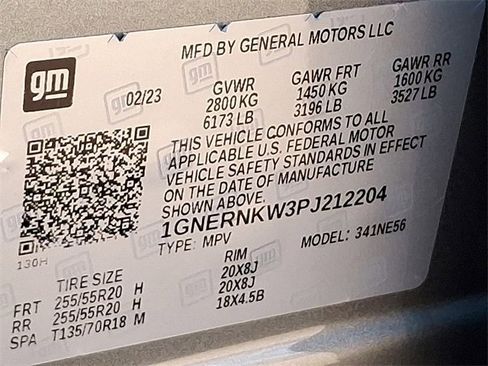 MFD BY GENERAL MOTORS LLC
gm
02/23
GVWR GAWR FRT GAWR RR
2800 KG 1450 KG 1600 KG
6173 LB 3196 LB 3527 LB
THIS VEHICLE CONFORMS TO ALL
APPLICABLE U.S. FEDERAL MOTOR
VEHICLE SAFETY STANDARDS IN EFFECT
ON THE DATE OF MANUFACTURE
SHOWN ABOVE.
1GNERNKW3PJ212204
TYPE: MPV MODEL: 341NE56
130H
TIRE SIZE RIM
FRT 255/55R20 H 20X8J
RR 255/55R20 H 20X8J
SPA T135/70R18 M 18X4.5B